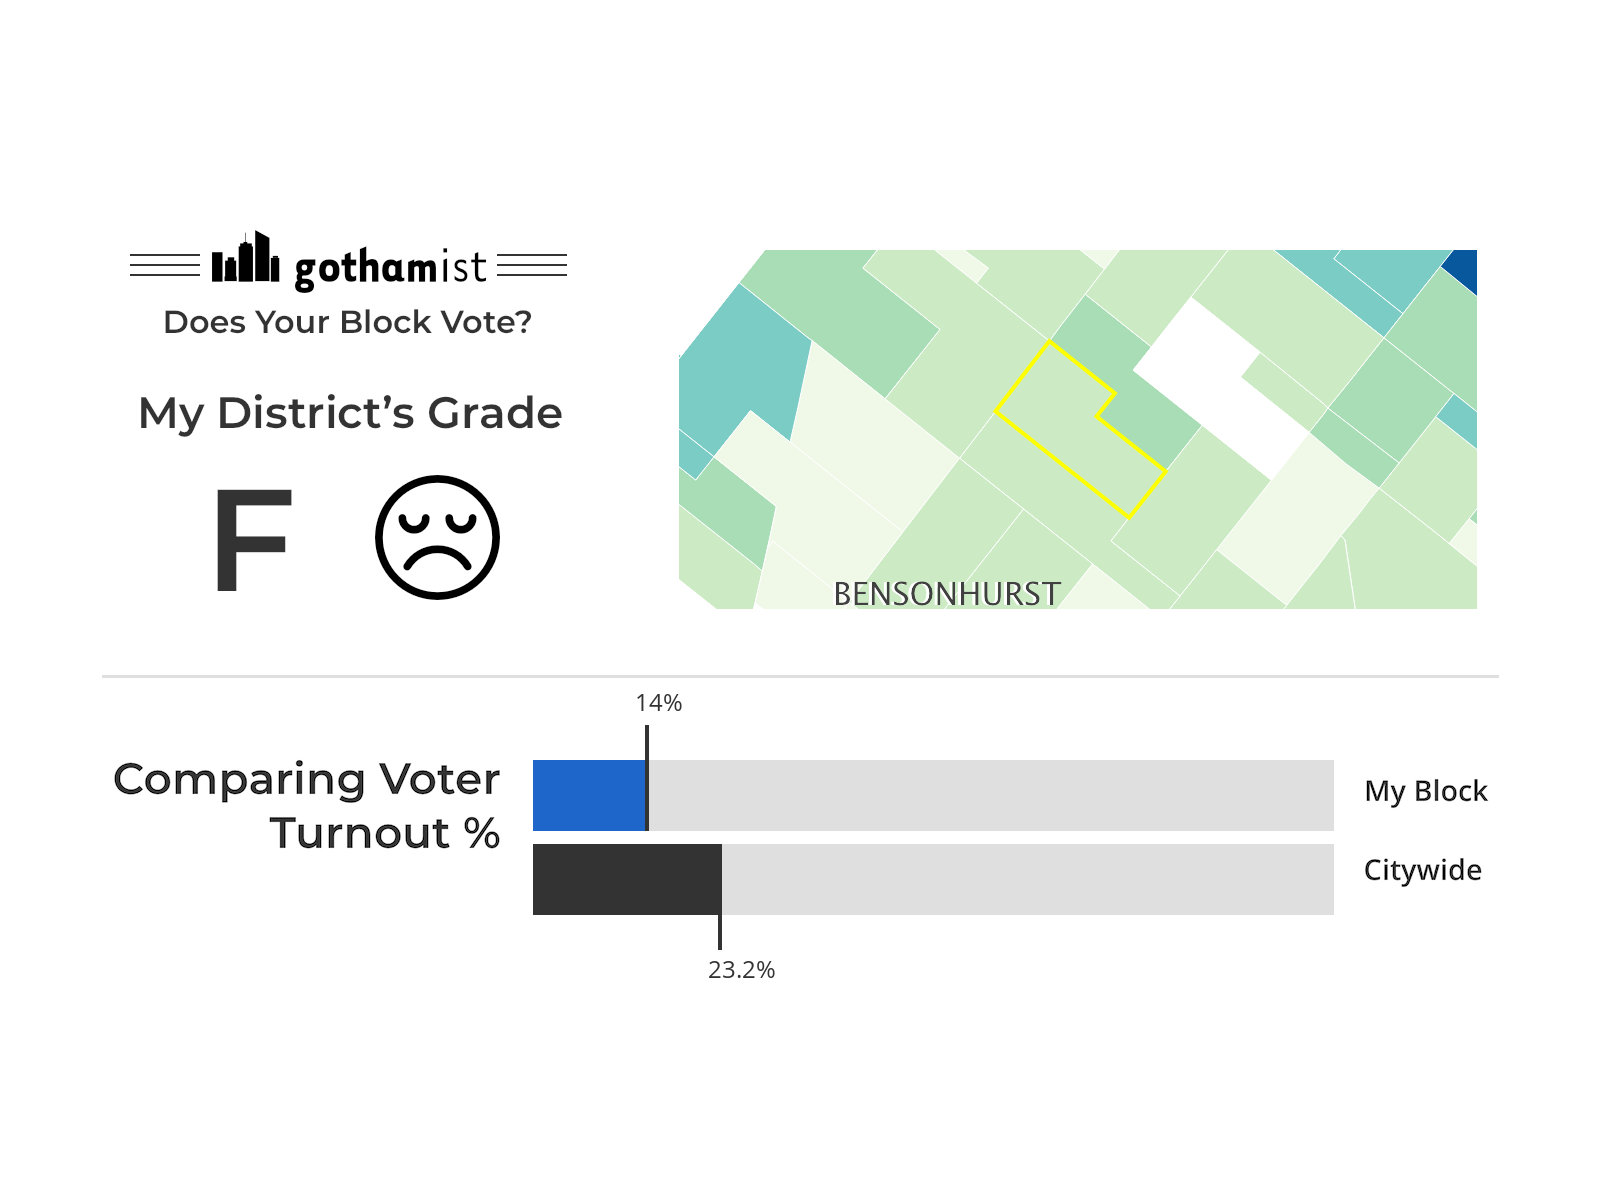 gothamist
Does Your Block Vote?
My District’s Grade
F
BENSONHURST
14%
Comparing Voter
Turnout %
My Block
Citywide
23.2%